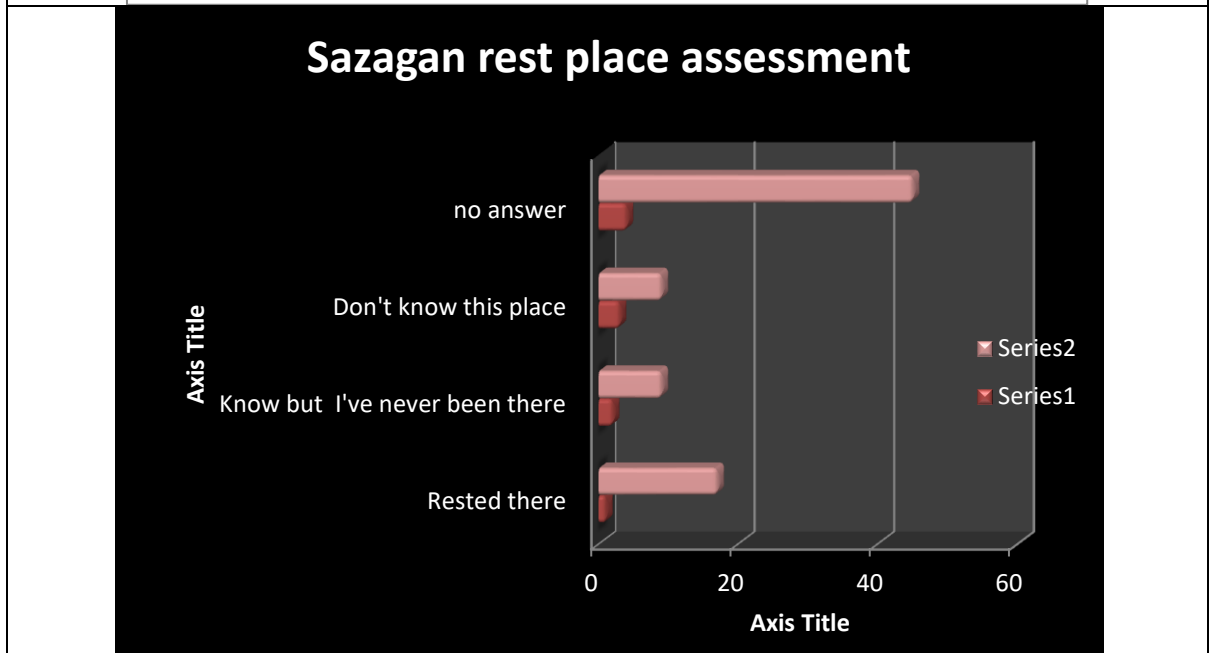 Sazagan rest place assessment
no answer
Don't know this place
Know but  I've never been there
Rested there
Axis Title
Series2
Series1
0 20 40 60
Axis Title